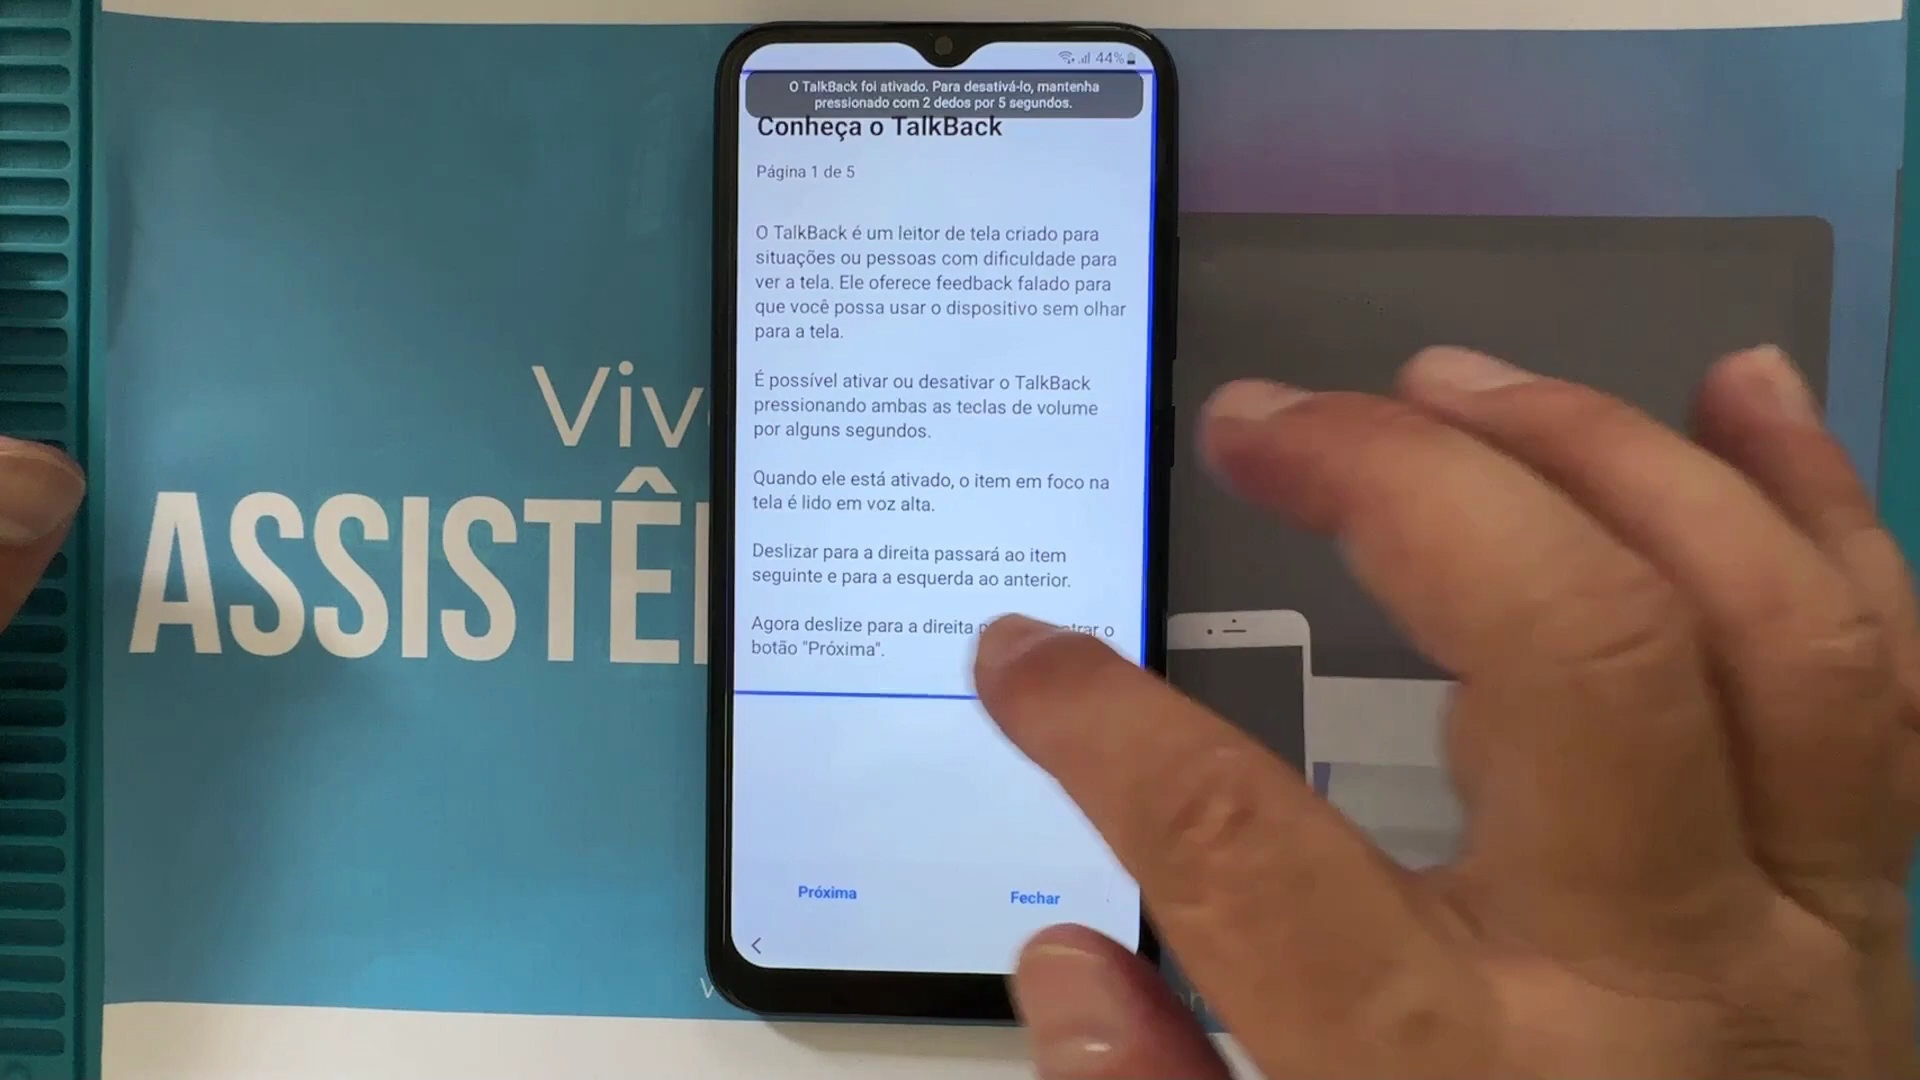 44%
O TalkBack foi ativado. Para desativá-lo, mantenha
pressionado com 2 dedos por 5 segundos.
Conheça o TalkBack
Página 1 de 5
O TalkBack é um leitor de tela criado para
situações ou pessoas com dificuldade para
ver a tela. Ele oferece feedback falado para
que você possa usar o dispositivo sem olhar
para a tela.
É possível ativar ou desativar o TalkBack
pressionando ambas as teclas de volume
por alguns segundos.
Quando ele está ativado, o item em foco na
tela é lido em voz alta.
Deslizar para a direita passará ao item
seguinte e para a esquerda ao anterior.
Agora deslize para a direita o
botão "Próxima".
Próxima
Fechar
Viv
ASSISTÊ